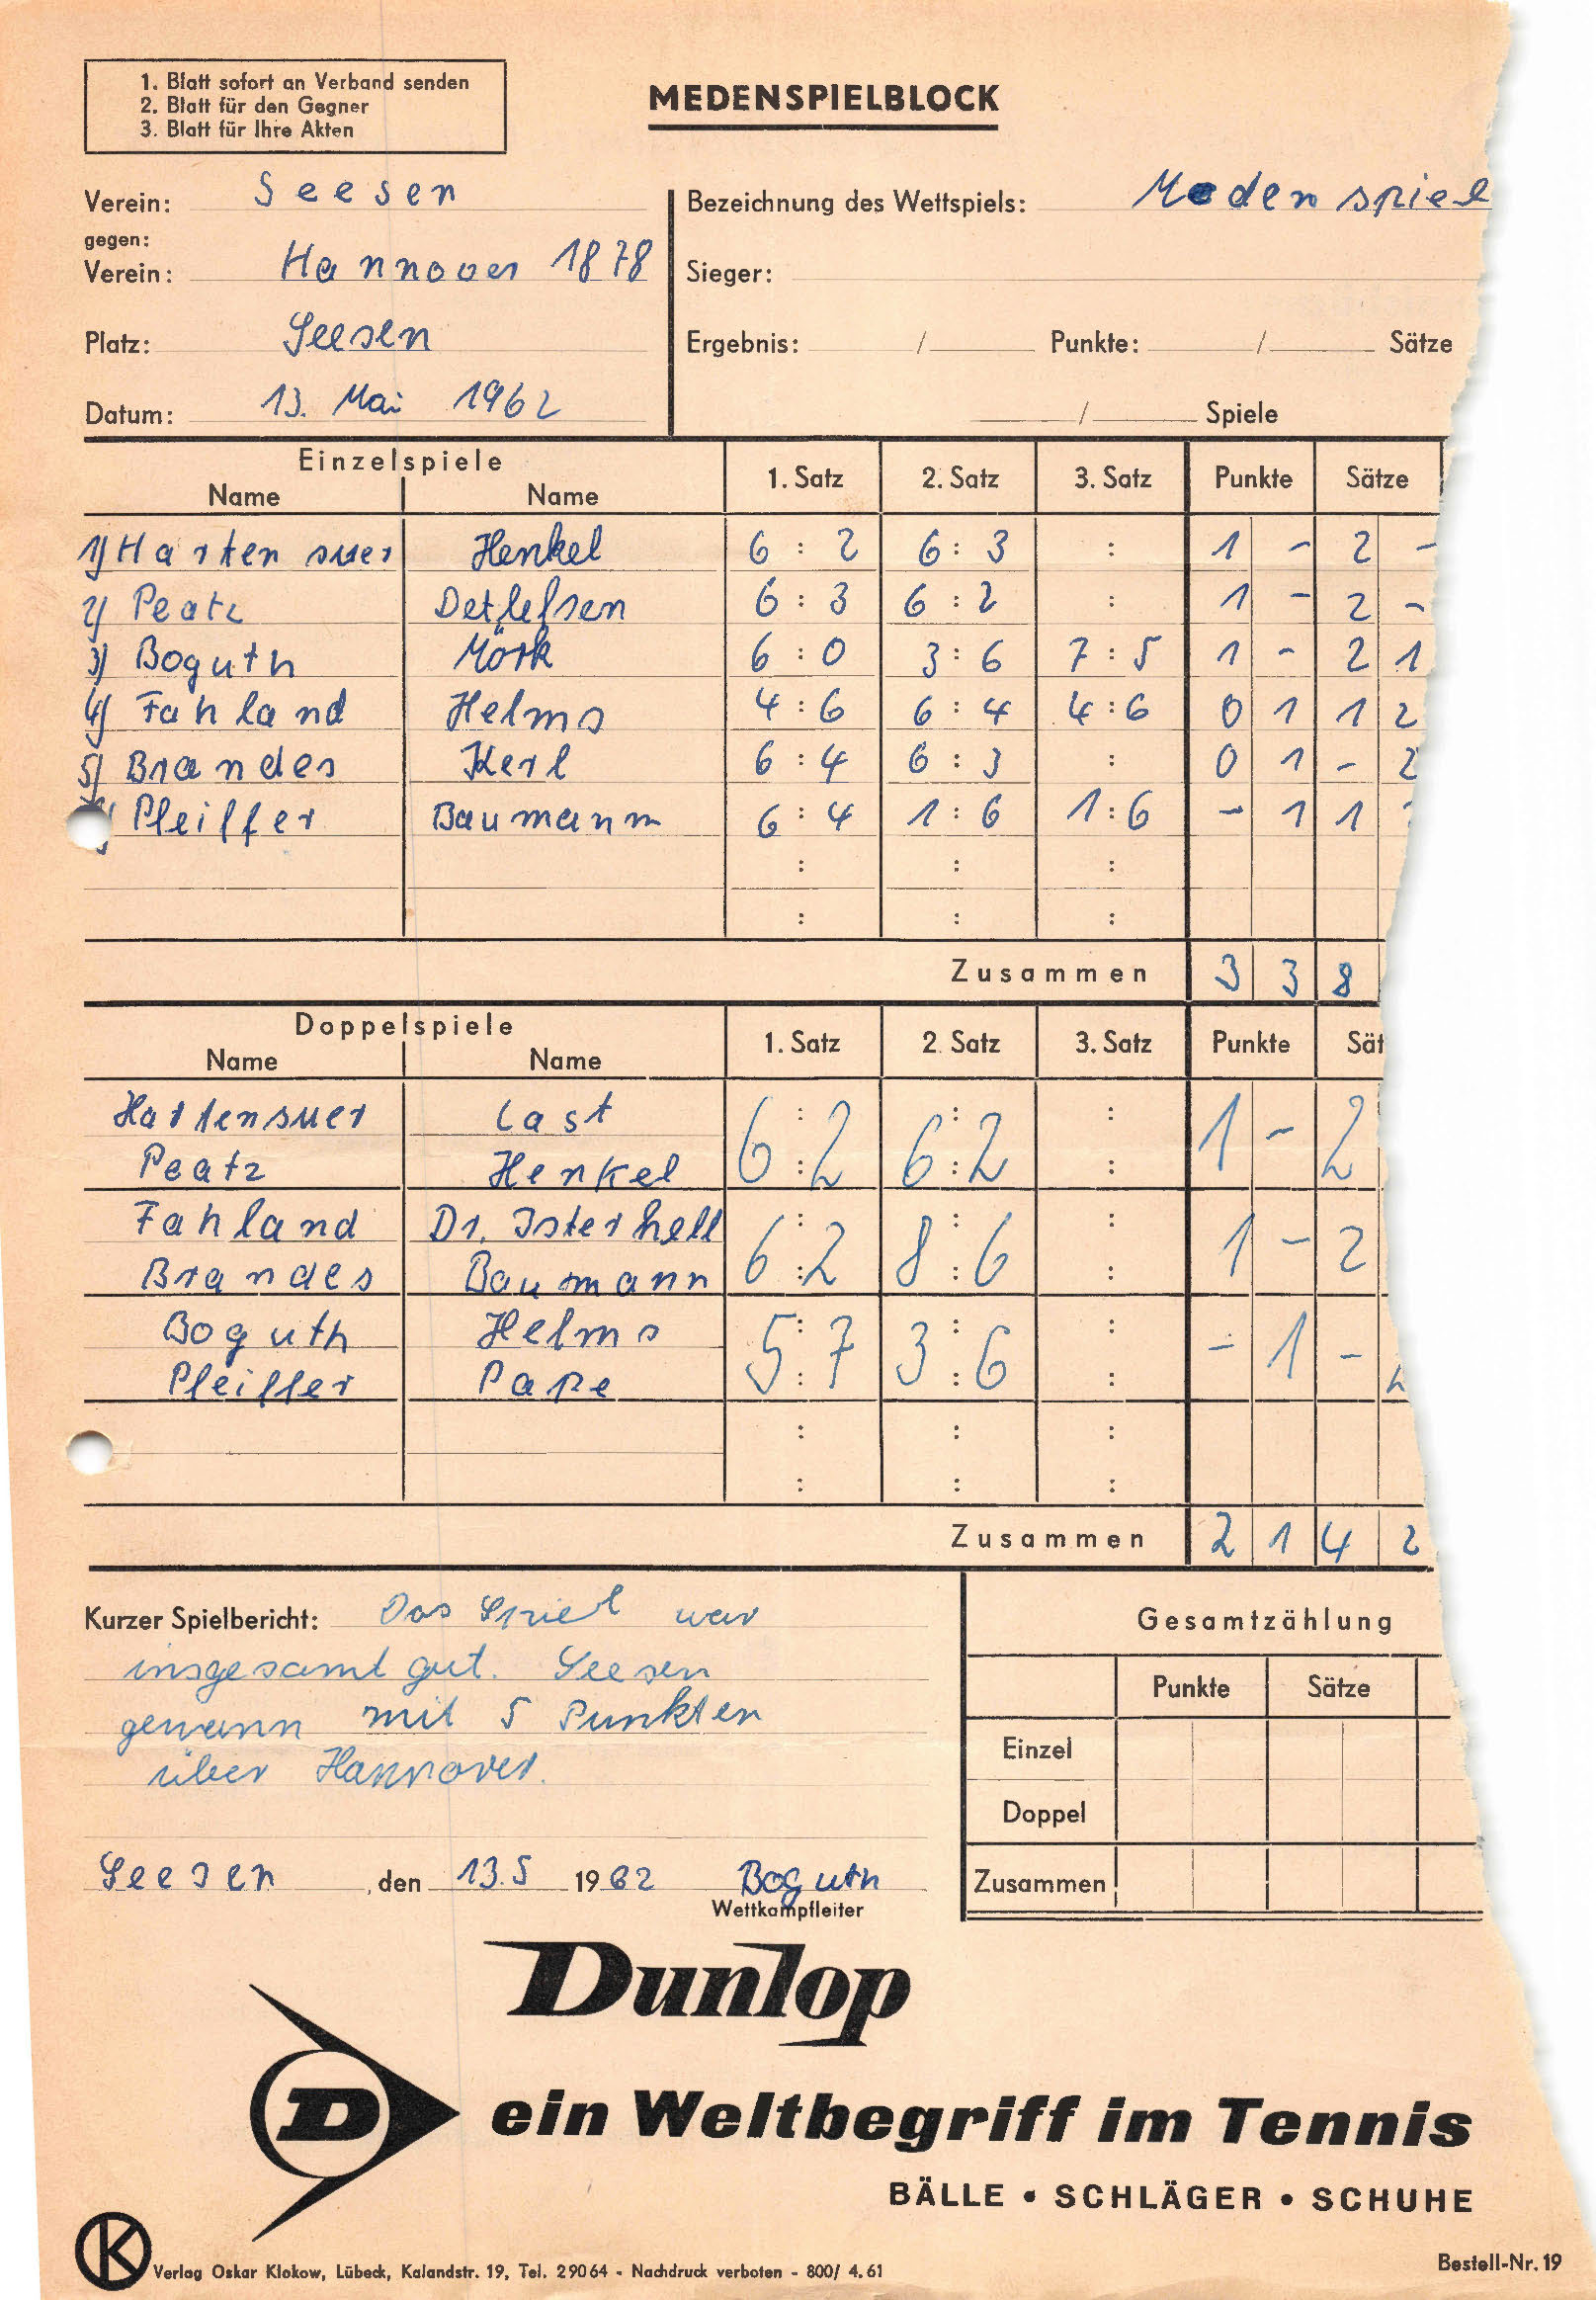 1. Blatt sofort an Verband senden
2. Blatt für den Gegner
3. Blatt für Ihre Akten
MEDENSPIELBLOCK
Verein: Seesen
gegen:
Verein: Hannover 1878
Platz: Seesen
Datum: 13. Mai 1962
Bezeichnung des Wettspiels: Medenspiel
Sieger:
Ergebnis: / Punkte: / Sätze
/ Spiele
Einzelspiele
Name Name 1. Satz 2. Satz 3. Satz Punkte Sätze
1) Hartensuer Henkel 6 : 2 6 : 3 : 1 - 2 -
2) Peatz Detlefsen 6 : 3 6 : 2 : 1 - 2 -
3) Boguth Mörk 6 : 0 3 : 6 7 : 5 1 - 2 1
4) Fahland Helms 4 : 6 6 : 4 4 : 6 0 1 1 2
5) Brandes Kerl 6 : 4 6 : 3 : 0 1 - 2
Pfeiffer Baumann 6 : 4 1 : 6 1 : 6 - 1 1
: : :
: : :
Zusammen 3 3 8
Doppelspiele
Name Name 1. Satz 2. Satz 3. Satz Punkte Sät
Hartensuer Last : : :
Peatz Henkel 6 : 2 6 : 2 : 1 - 2
Fahland Dr. Isterhell : : :
Brandes Baumann 6 : 2 8 : 6 : 1 - 2
Boguth Helms : : :
Pfeiffer Pape 5 : 7 3 : 6 : - 1 - 2
: : :
: : :
Zusammen 2 1 4 2
Kurzer Spielbericht: Das Spiel war
insgesamt gut. Seesen
gewann mit 5 Punkten
über Hannover.
Seesen, den 13.5 1962 Boguth
Wettkampfleiter
Gesamtzählung
Punkte Sätze
Einzel
Doppel
Zusammen
Dunlop
D
ein Weltbegriff im Tennis
BÄLLE • SCHLÄGER • SCHUHE
K
Verlag Oskar Klokow, Lübeck, Kalandstr. 19, Tel. 29064 - Nachdruck verboten - 800/ 4.61
Bestell-Nr. 19